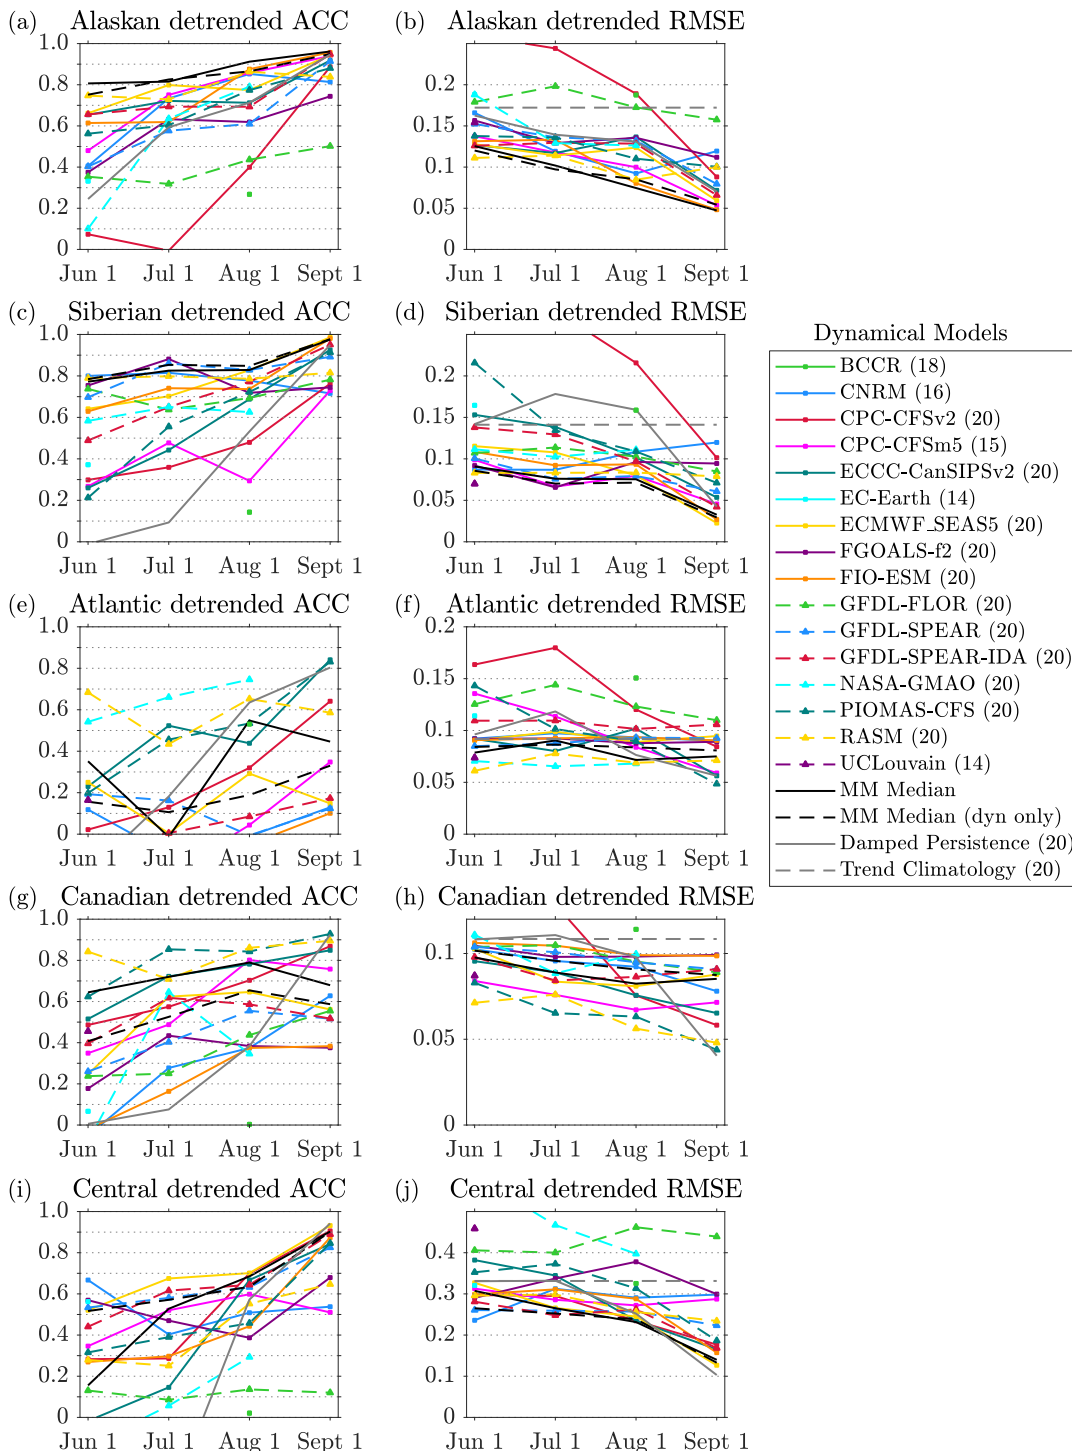 (a) Alaskan detrended ACC
1.0
0.8
0.6
0.4
0.2
0
Jun 1 Jul 1 Aug 1 Sept 1
(b) Alaskan detrended RMSE
0.2
0.15
0.1
0.05
0
Jun 1 Jul 1 Aug 1 Sept 1
(c) Siberian detrended ACC
1.0
0.8
0.6
0.4
0.2
0
Jun 1 Jul 1 Aug 1 Sept 1
(d) Siberian detrended RMSE
0.2
0.15
0.1
0.05
0
Jun 1 Jul 1 Aug 1 Sept 1
(e) Atlantic detrended ACC
1.0
0.8
0.6
0.4
0.2
0
Jun 1 Jul 1 Aug 1 Sept 1
(f) Atlantic detrended RMSE
0.2
0.15
0.1
0.05
0
Jun 1 Jul 1 Aug 1 Sept 1
(g) Canadian detrended ACC
1.0
0.8
0.6
0.4
0.2
0
Jun 1 Jul 1 Aug 1 Sept 1
(h) Canadian detrended RMSE
0.1
0.05
0
Jun 1 Jul 1 Aug 1 Sept 1
(i) Central detrended ACC
1.0
0.8
0.6
0.4
0.2
0
Jun 1 Jul 1 Aug 1 Sept 1
(j) Central detrended RMSE
0.4
0.3
0.2
0.1
0
Jun 1 Jul 1 Aug 1 Sept 1
Dynamical Models
BCCR (18)
CNRM (16)
CPC-CFSv2 (20)
CPC-CFSm5 (15)
ECCC-CanSIPSv2 (20)
EC-Earth (14)
ECMWF_SEAS5 (20)
FGOALS-f2 (20)
FIO-ESM (20)
GFDL-FLOR (20)
GFDL-SPEAR (20)
GFDL-SPEAR-IDA (20)
NASA-GMAO (20)
PIOMAS-CFS (20)
RASM (20)
UCLouvain (14)
MM Median
MM Median (dyn only)
Damped Persistence (20)
Trend Climatology (20)